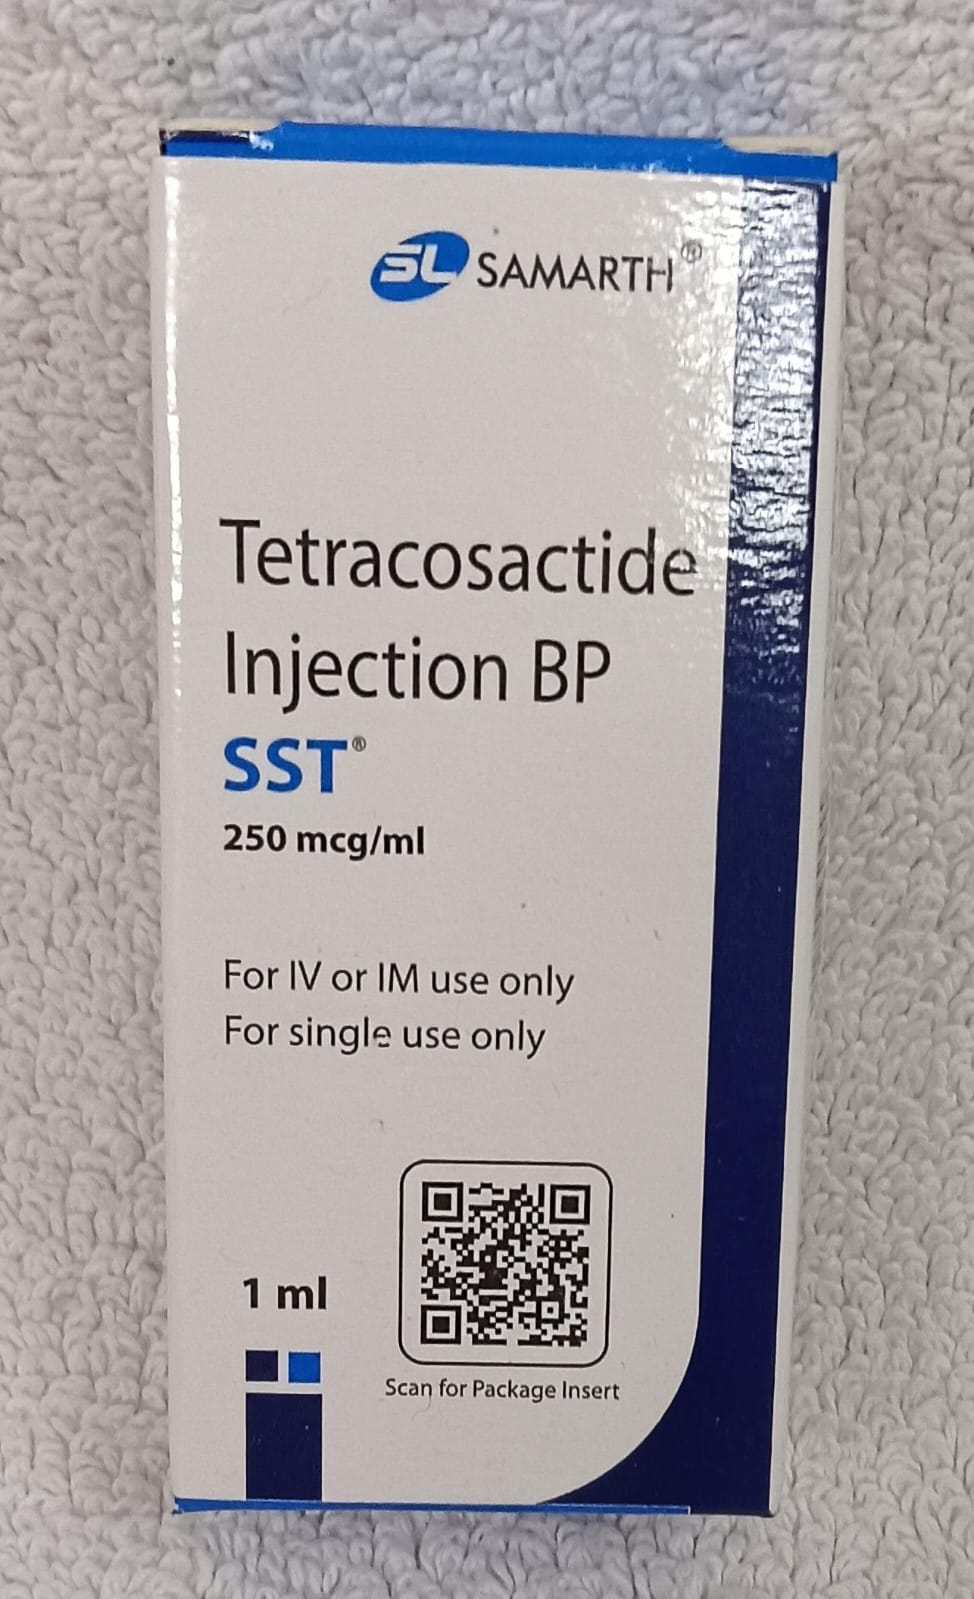 SL SAMARTH®
Tetracosactide
Injection BP
SST®
250 mcg/ml
For IV or IM use only
For single use only
1 ml
Scan for Package Insert